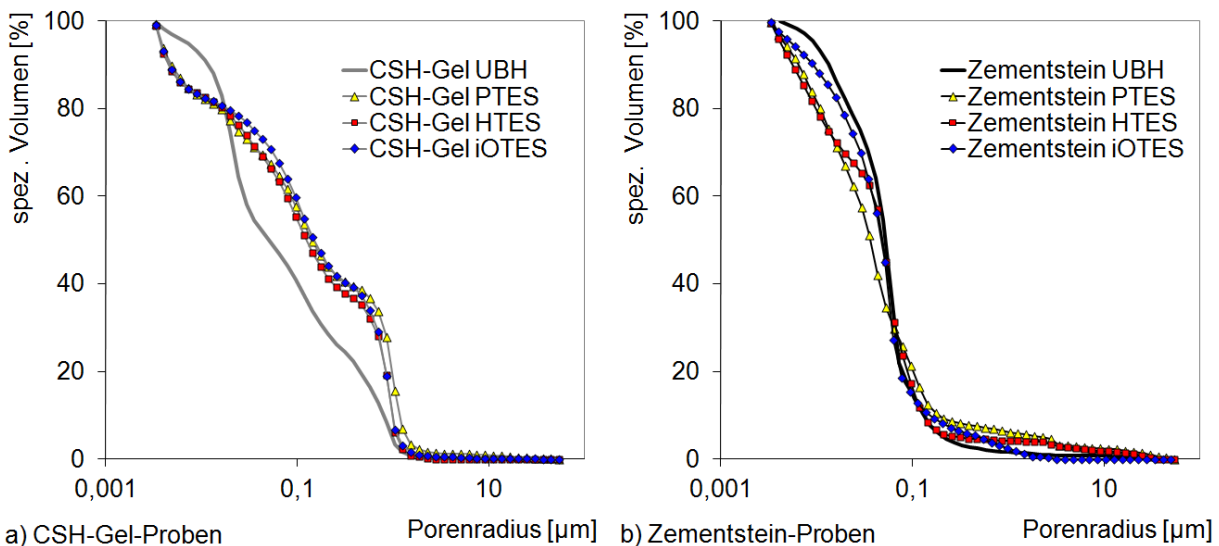 spez. Volumen [%]
100
80
60
40
20
0
0,001
0,1
10
CSH-Gel UBH
CSH-Gel PTES
CSH-Gel HTES
CSH-Gel iOTES
Porenradius [µm]
a) CSH-Gel-Proben
spez. Volumen [%]
100
80
60
40
20
0
0,001
0,1
10
Zementstein UBH
Zementstein PTES
Zementstein HTES
Zementstein iOTES
Porenradius [µm]
b) Zementstein-Proben